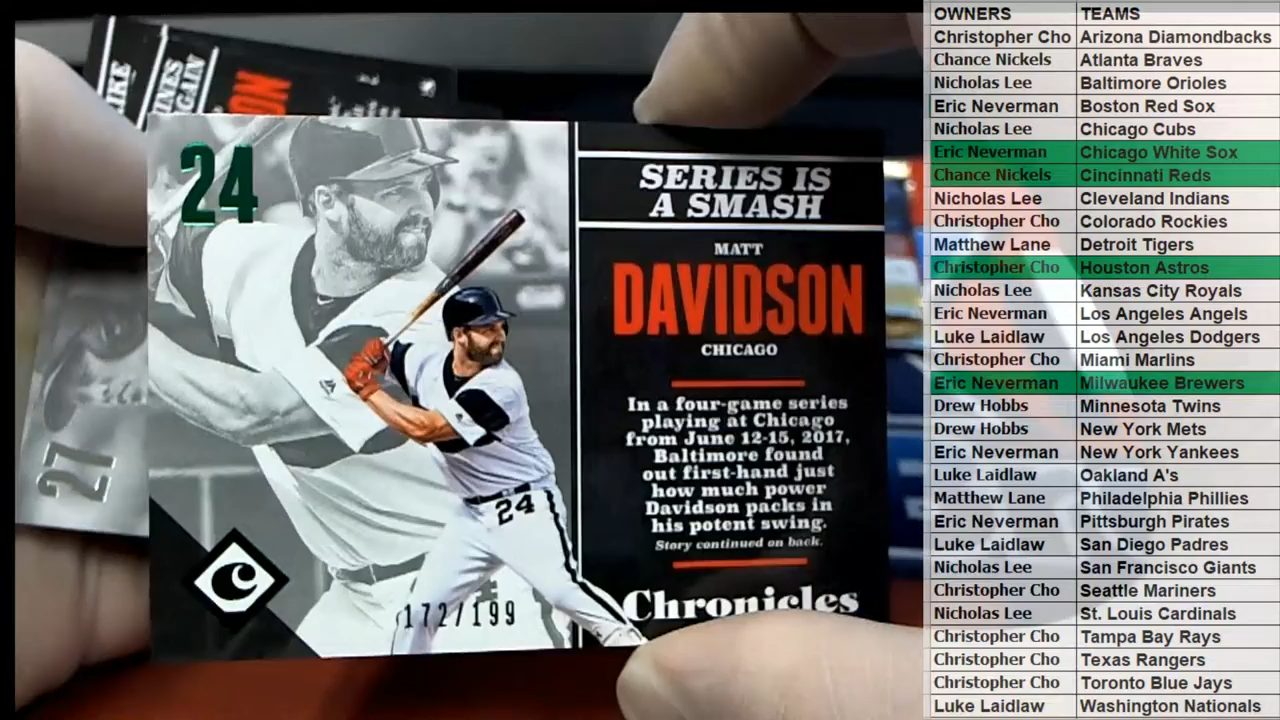 IKE
INES
GAIN
ON
27
24
SERIES IS
A SMASH
MATT
DAVIDSON
CHICAGO
In a four-game series
playing at Chicago
from June 12-15, 2017,
Baltimore found
out first-hand just
how much power
Davidson packs in
his potent swing.
Story continued on back.
24
C
172/199
Chronicles
OWNERS TEAMS
Christopher Cho Arizona Diamondbacks
Chance Nickels Atlanta Braves
Nicholas Lee Baltimore Orioles
Eric Neverman Boston Red Sox
Nicholas Lee Chicago Cubs
Eric Neverman Chicago White Sox
Chance Nickels Cincinnati Reds
Nicholas Lee Cleveland Indians
Christopher Cho Colorado Rockies
Matthew Lane Detroit Tigers
Christopher Cho Houston Astros
Nicholas Lee Kansas City Royals
Eric Neverman Los Angeles Angels
Luke Laidlaw Los Angeles Dodgers
Christopher Cho Miami Marlins
Eric Neverman Milwaukee Brewers
Drew Hobbs Minnesota Twins
Drew Hobbs New York Mets
Eric Neverman New York Yankees
Luke Laidlaw Oakland A's
Matthew Lane Philadelphia Phillies
Eric Neverman Pittsburgh Pirates
Luke Laidlaw San Diego Padres
Nicholas Lee San Francisco Giants
Christopher Cho Seattle Mariners
Nicholas Lee St. Louis Cardinals
Christopher Cho Tampa Bay Rays
Christopher Cho Texas Rangers
Christopher Cho Toronto Blue Jays
Luke Laidlaw Washington Nationals